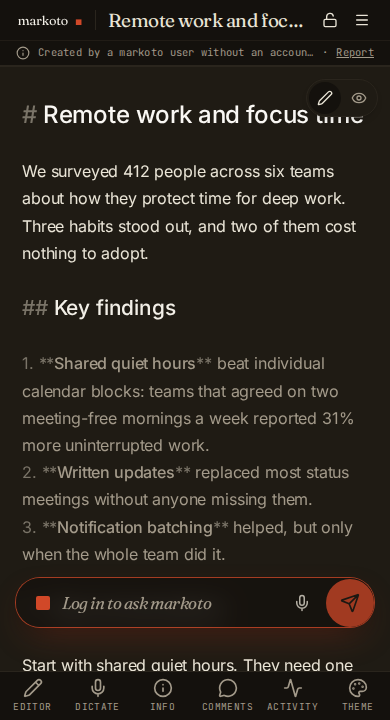 markoto
Remote work and foc...
Created by a markoto user without an accoun... · Report
# Remote work and focus time
We surveyed 412 people across six teams
about how they protect time for deep work.
Three habits stood out, and two of them cost
nothing to adopt.
## Key findings
1. **Shared quiet hours** beat individual
calendar blocks: teams that agreed on two
meeting-free mornings a week reported 31%
more uninterrupted work.
2. **Written updates** replaced most status
meetings without anyone missing them.
3. **Notification batching** helped, but only
when the whole team did it.
Log in to ask markoto
Start with shared quiet hours. They need one
EDITOR DICTATE INFO COMMENTS ACTIVITY THEME